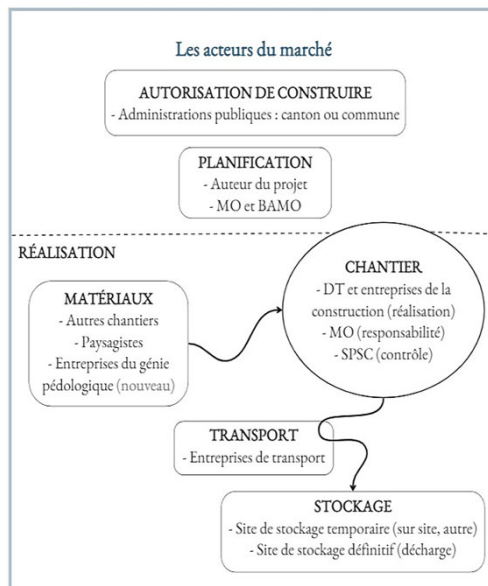 Les acteurs du marché
AUTORISATION DE CONSTRUIRE
- Administrations publiques : canton ou commune
PLANIFICATION
- Auteur du projet
- MO et BAMO
RÉALISATION
CHANTIER
- DT et entreprises de la
construction (réalisation)
- MO (responsabilité)
- SPSC (contrôle)
MATÉRIAUX
- Autres chantiers
- Paysagistes
- Entreprises du génie
pédologique (nouveau)
TRANSPORT
- Entreprises de transport
STOCKAGE
- Site de stockage temporaire (sur site, autre)
- Site de stockage définitif (décharge)